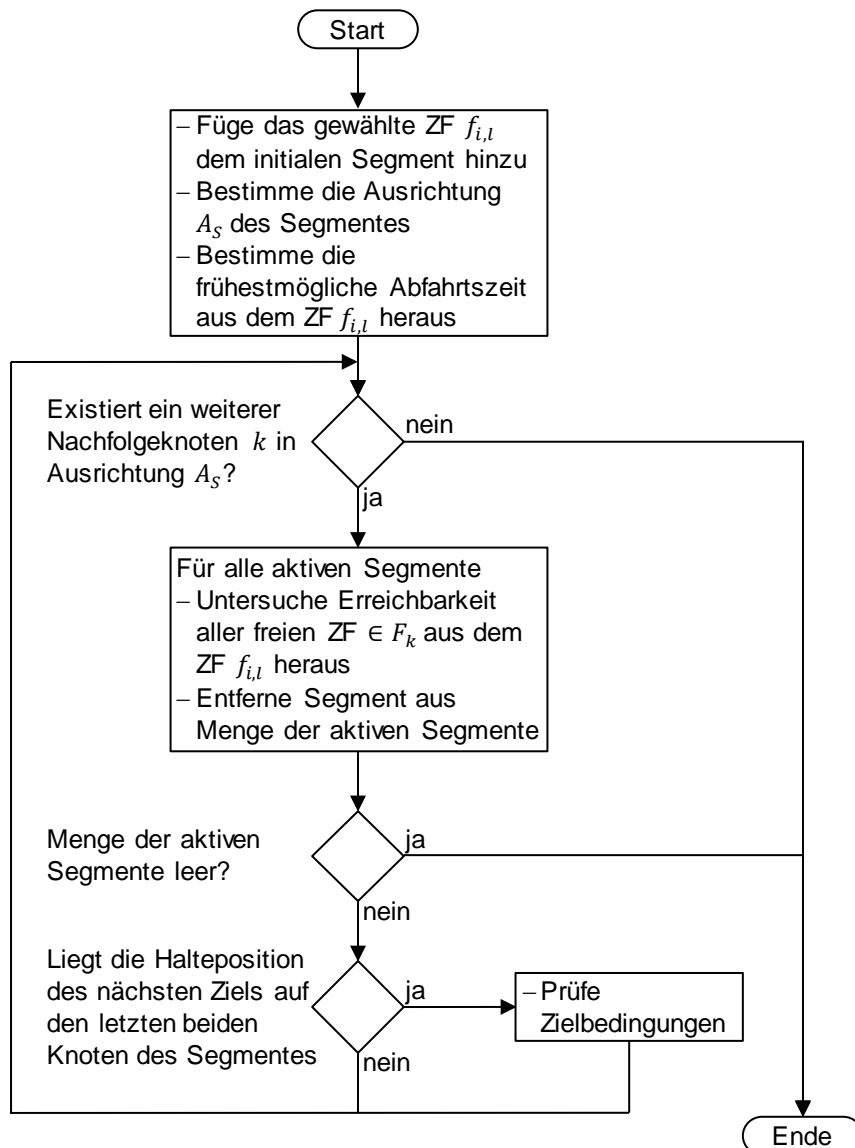 Start
– Füge das gewählte ZF f_{i,l}
dem initialen Segment hinzu
– Bestimme die Ausrichtung
A_S des Segmentes
– Bestimme die
frühestmögliche Abfahrtszeit
aus dem ZF f_{i,l} heraus
Existiert ein weiterer
Nachfolgeknoten k in
Ausrichtung A_S?
nein
ja
Für alle aktiven Segmente
– Untersuche Erreichbarkeit
aller freien ZF ∈ F_k aus dem
ZF f_{i,l} heraus
– Entferne Segment aus
Menge der aktiven Segmente
Menge der aktiven
Segmente leer?
ja
nein
Liegt die Halteposition
des nächsten Ziels auf
den letzten beiden
Knoten des Segmentes
ja
nein
– Prüfe
Zielbedingungen
Ende